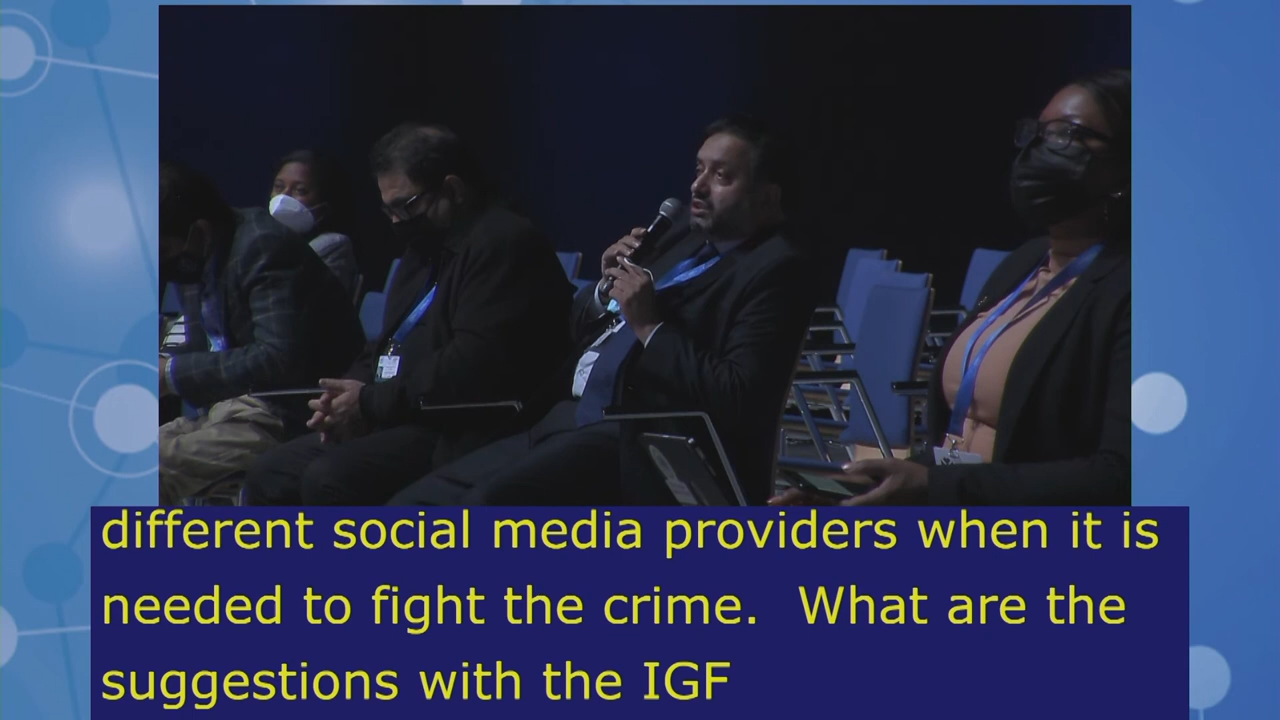 different social media providers when it is
needed to fight the crime.  What are the
suggestions with the IGF